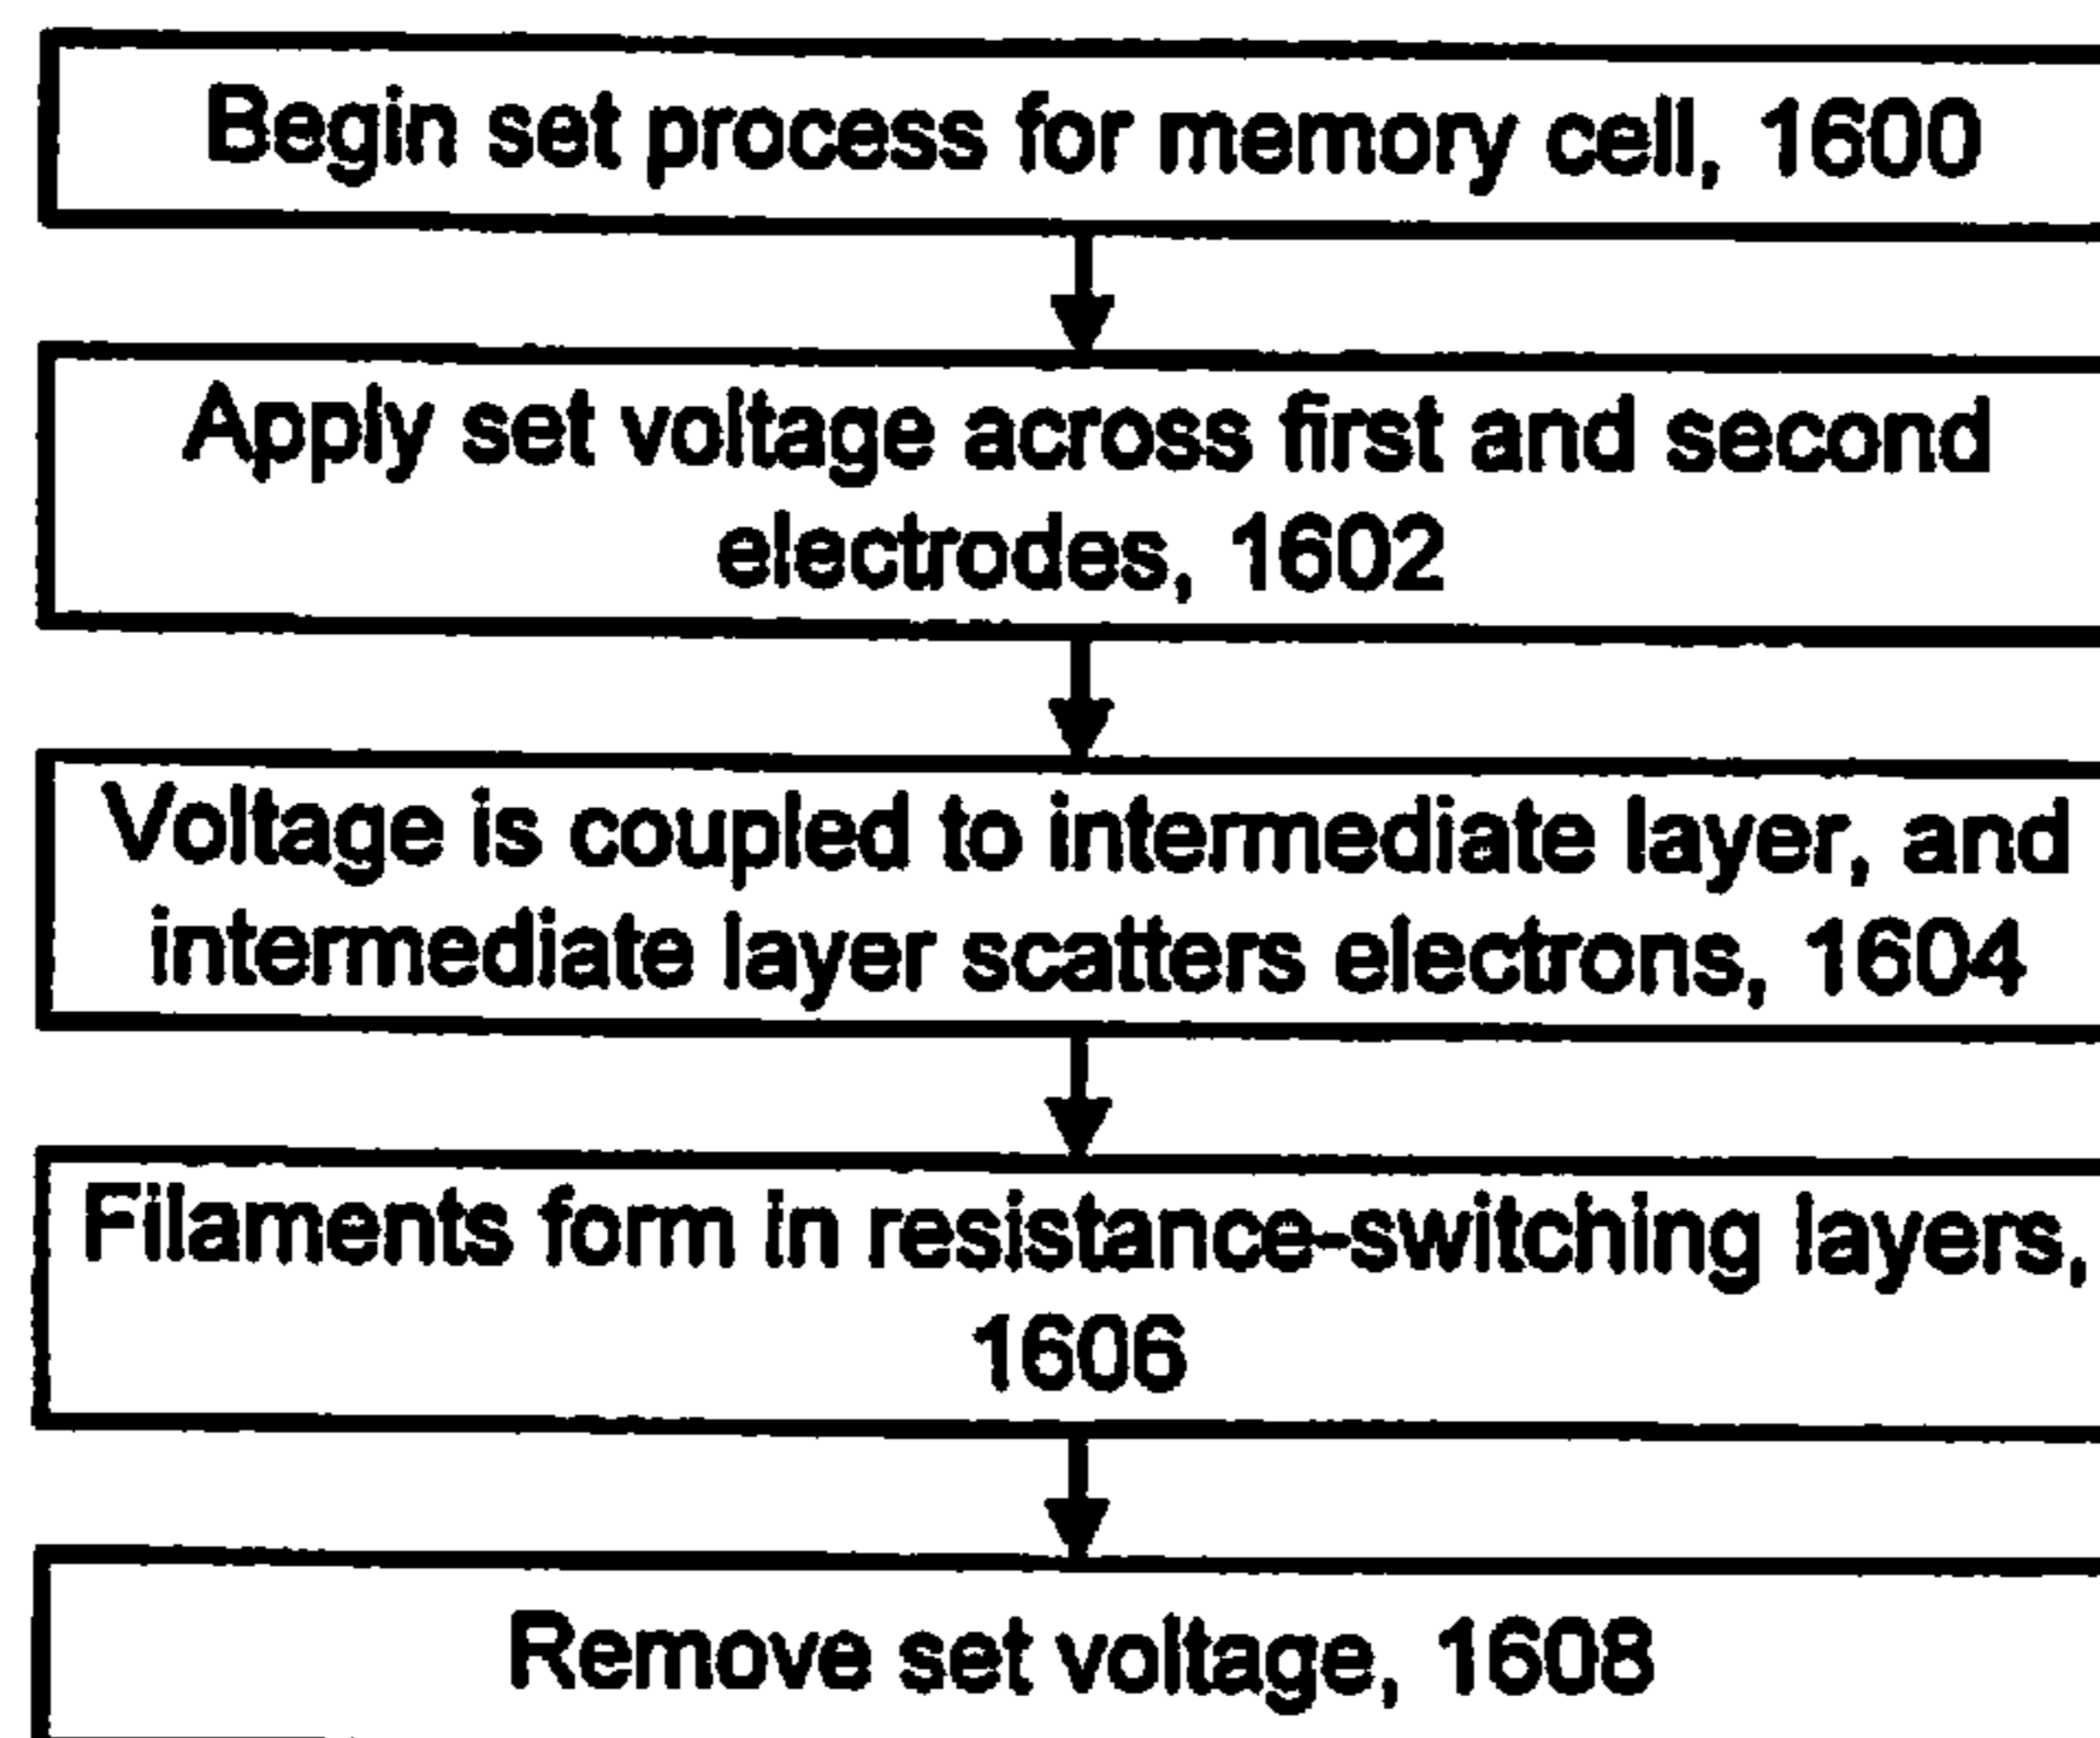 Begin set process for memory cell, 1600
Apply set voltage across first and second
electrodes, 1602
Voltage is coupled to intermediate layer, and
intermediate layer scatters electrons, 1604
Filaments form in resistance-switching layers,
1606
Remove set voltage, 1608